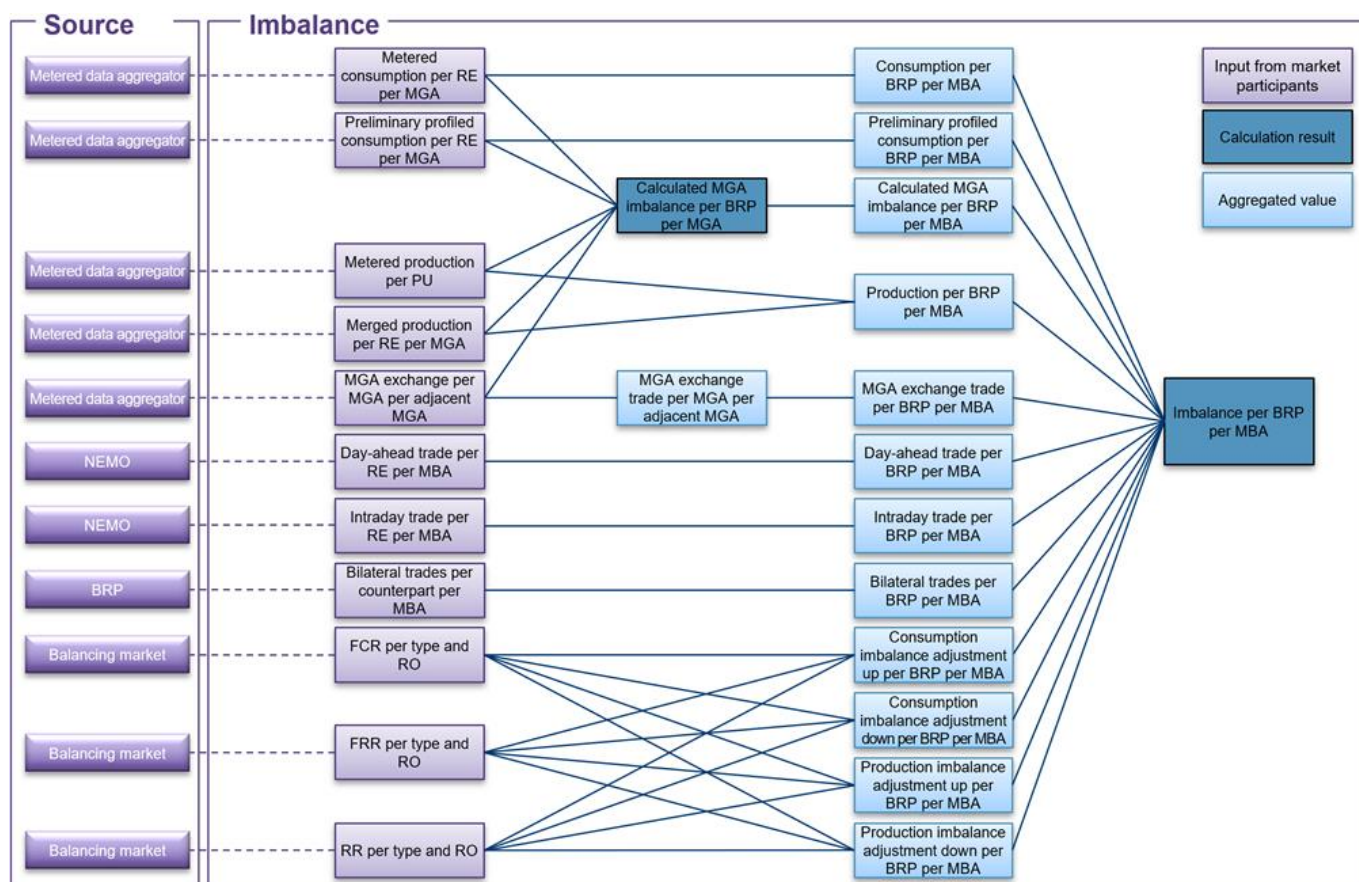 Source
Imbalance
Metered data aggregator
Metered
consumption per RE
per MGA
Consumption per
BRP per MBA
Input from market
participants
Metered data aggregator
Preliminary profiled
consumption per RE
per MGA
Preliminary profiled
consumption per
BRP per MBA
Calculation result
Calculated MGA
imbalance per BRP
per MGA
Calculated MGA
imbalance per BRP
per MBA
Aggregated value
Metered data aggregator
Metered production
per PU
Production per BRP
per MBA
Metered data aggregator
Merged production
per RE per MGA
Metered data aggregator
MGA exchange per
MGA per adjacent
MGA
MGA exchange
trade per MGA per
adjacent MGA
MGA exchange trade
per BRP per MBA
Imbalance per BRP
per MBA
NEMO
Day-ahead trade per
RE per MBA
Day-ahead trade per
BRP per MBA
NEMO
Intraday trade per
RE per MBA
Intraday trade per
BRP per MBA
BRP
Bilateral trades per
counterpart per
MBA
Bilateral trades per
BRP per MBA
Balancing market
FCR per type and
RO
Consumption
imbalance adjustment
up per BRP per MBA
Consumption
imbalance adjustment
down per BRP per MBA
Balancing market
FRR per type and
RO
Production imbalance
adjustment up per
BRP per MBA
Balancing market
RR per type and RO
Production imbalance
adjustment down per
BRP per MBA